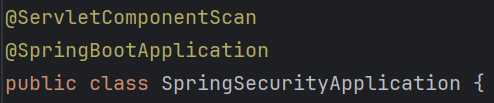 @ServletComponentScan
@SpringBootApplication
public class SpringSecurityApplication {